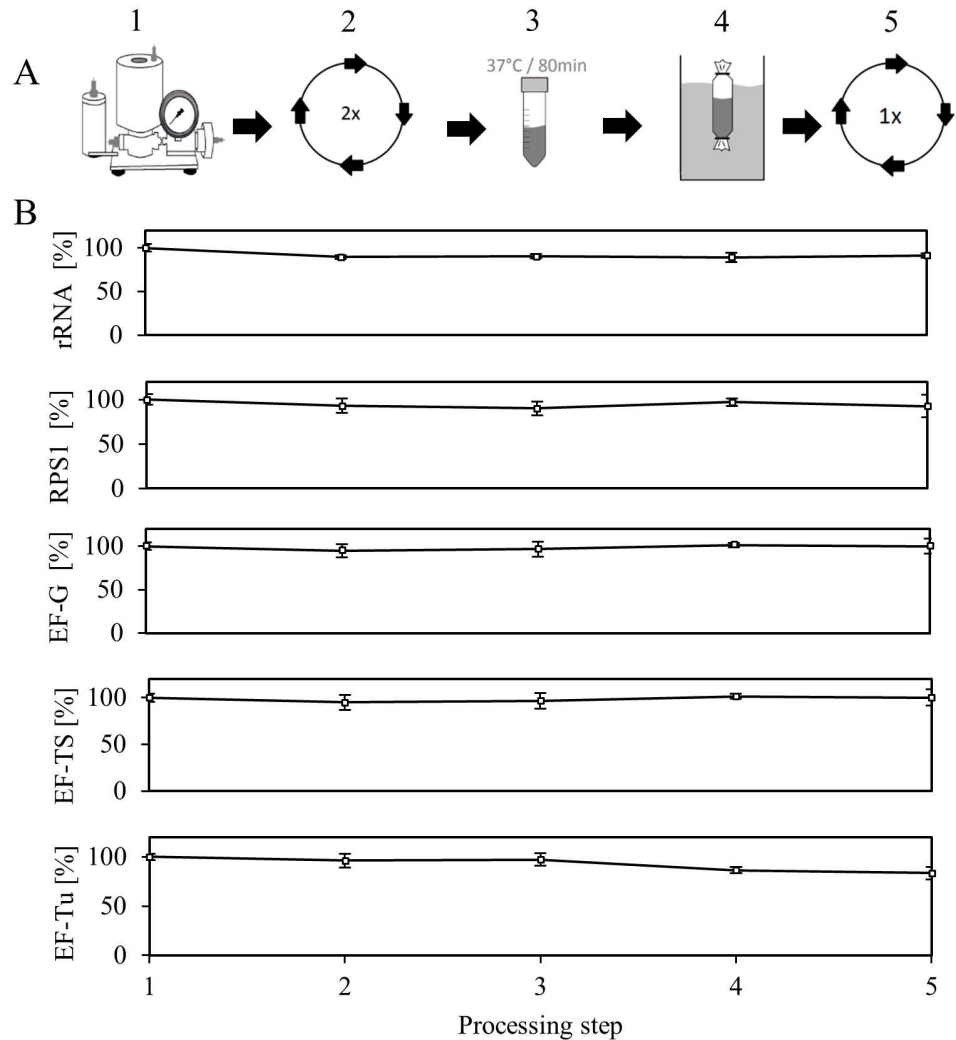 1 2 3 4 5
A
37°C / 80min
2x
1x
B
rRNA [%]
100
50
0
RPS1 [%]
100
50
0
EF-G [%]
100
50
0
EF-TS [%]
100
50
0
EF-Tu [%]
100
50
0
1 2 3 4 5
Processing step